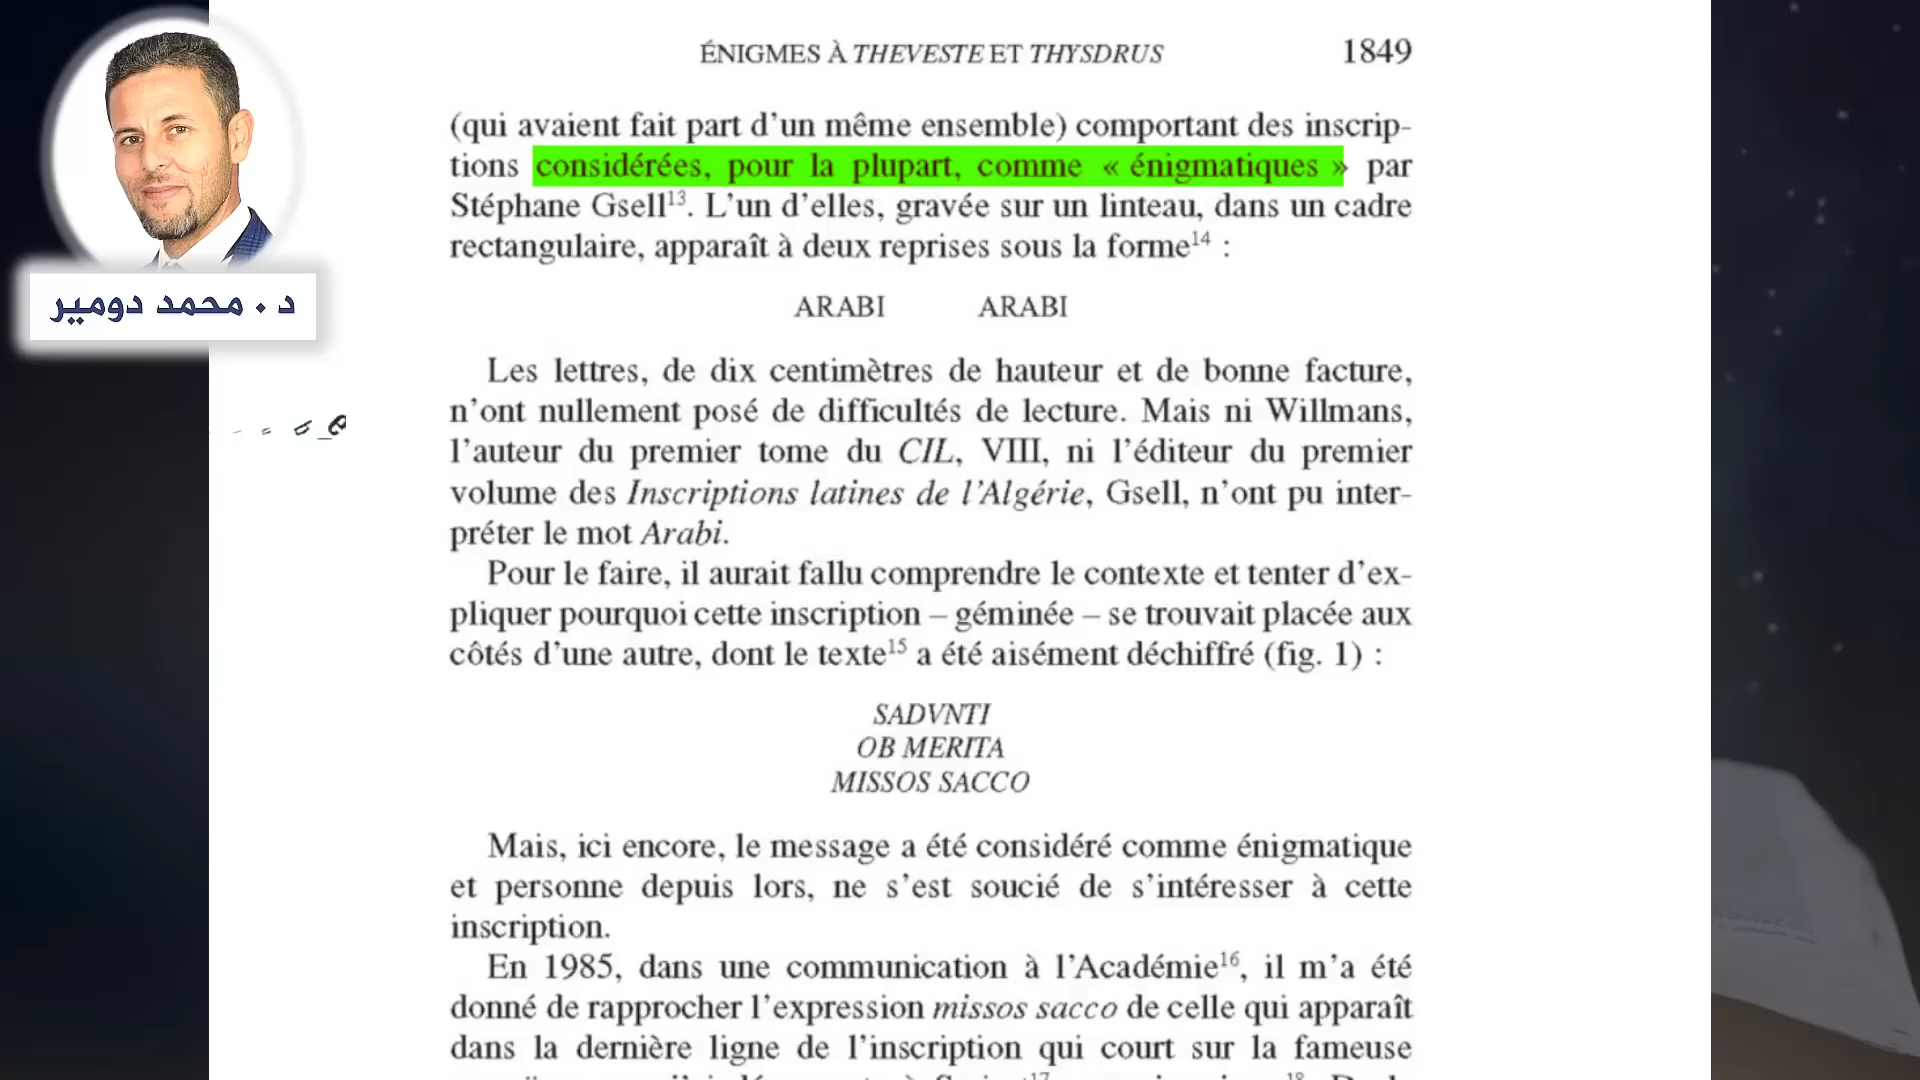 ÉNIGMES À THEVESTE ET THYSDRUS 1849
(qui avaient fait part d’un même ensemble) comportant des inscrip-
tions considérées, pour la plupart, comme « énigmatiques » par
Stéphane Gsell13. L’un d’elles, gravée sur un linteau, dans un cadre
rectangulaire, apparaît à deux reprises sous la forme14 :
ARABI ARABI
Les lettres, de dix centimètres de hauteur et de bonne facture,
n’ont nullement posé de difficultés de lecture. Mais ni Willmans,
l’auteur du premier tome du CIL, VIII, ni l’éditeur du premier
volume des Inscriptions latines de l’Algérie, Gsell, n’ont pu inter-
préter le mot Arabi.
Pour le faire, il aurait fallu comprendre le contexte et tenter d’ex-
pliquer pourquoi cette inscription – géminée – se trouvait placée aux
côtés d’une autre, dont le texte15 a été aisément déchiffré (fig. 1) :
SADVNTI
OB MERITA
MISSOS SACCO
Mais, ici encore, le message a été considéré comme énigmatique
et personne depuis lors, ne s’est soucié de s’intéresser à cette
inscription.
En 1985, dans une communication à l’Académie16, il m’a été
donné de rapprocher l’expression missos sacco de celle qui apparaît
dans la dernière ligne de l’inscription qui court sur la fameuse
د. محمد دومير